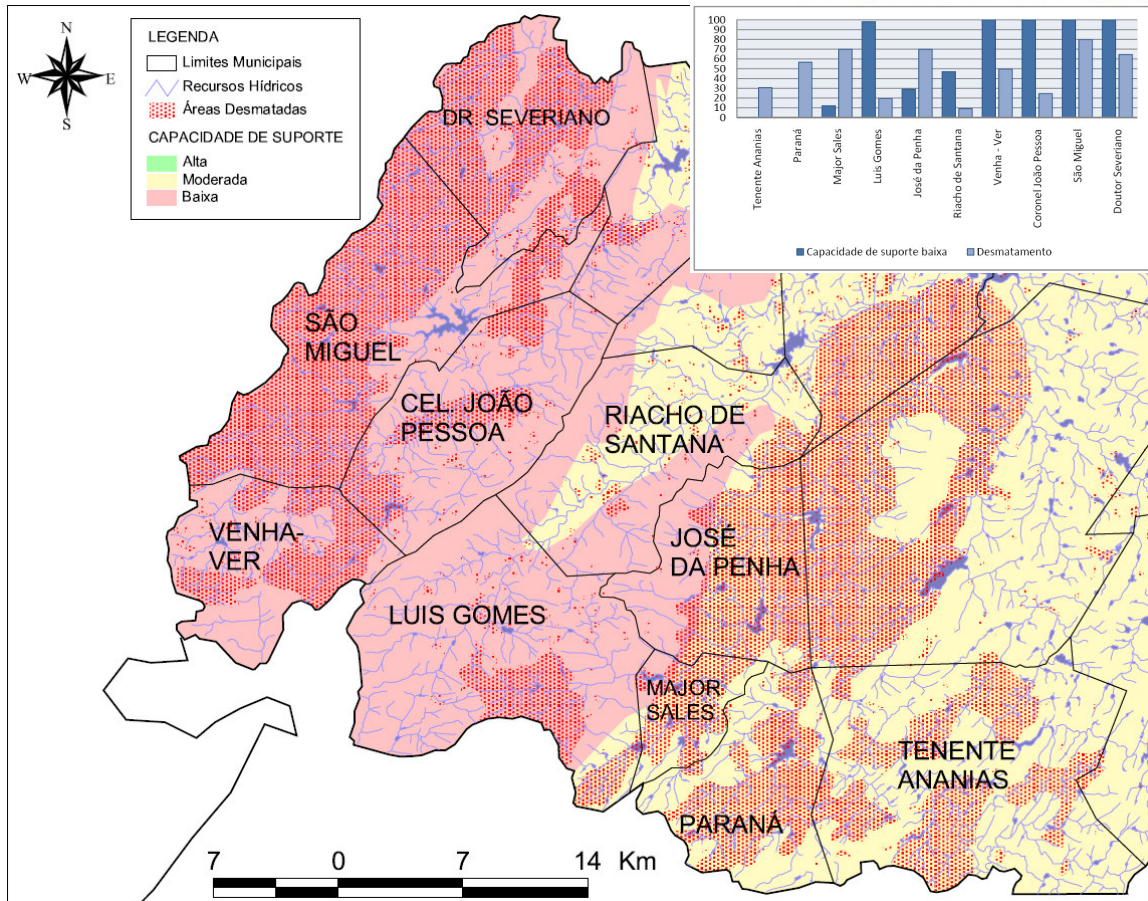 N
W
E
S
LEGENDA
Limites Municipais
Recursos Hídricos
Áreas Desmatadas
CAPACIDADE DE SUPORTE
Alta
Moderada
Baixa
100
90
80
70
60
50
40
30
20
10
0
Tenente Ananias
Paraná
Major Sales
Luis Gomes
José da Penha
Riacho de Santana
Venha - Ver
Coronel João Pessoa
São Miguel
Doutor Severiano
Capacidade de suporte baixa
Desmatamento
DR. SEVERIANO
SÃO
MIGUEL
CEL. JOÃO
PESSOA
RIACHO DE
SANTANA
VENHA-
VER
JOSÉ
DA PENHA
LUIS GOMES
MAJOR
SALES
TENENTE
ANANIAS
PARANÁ
7 0 7 14 Km